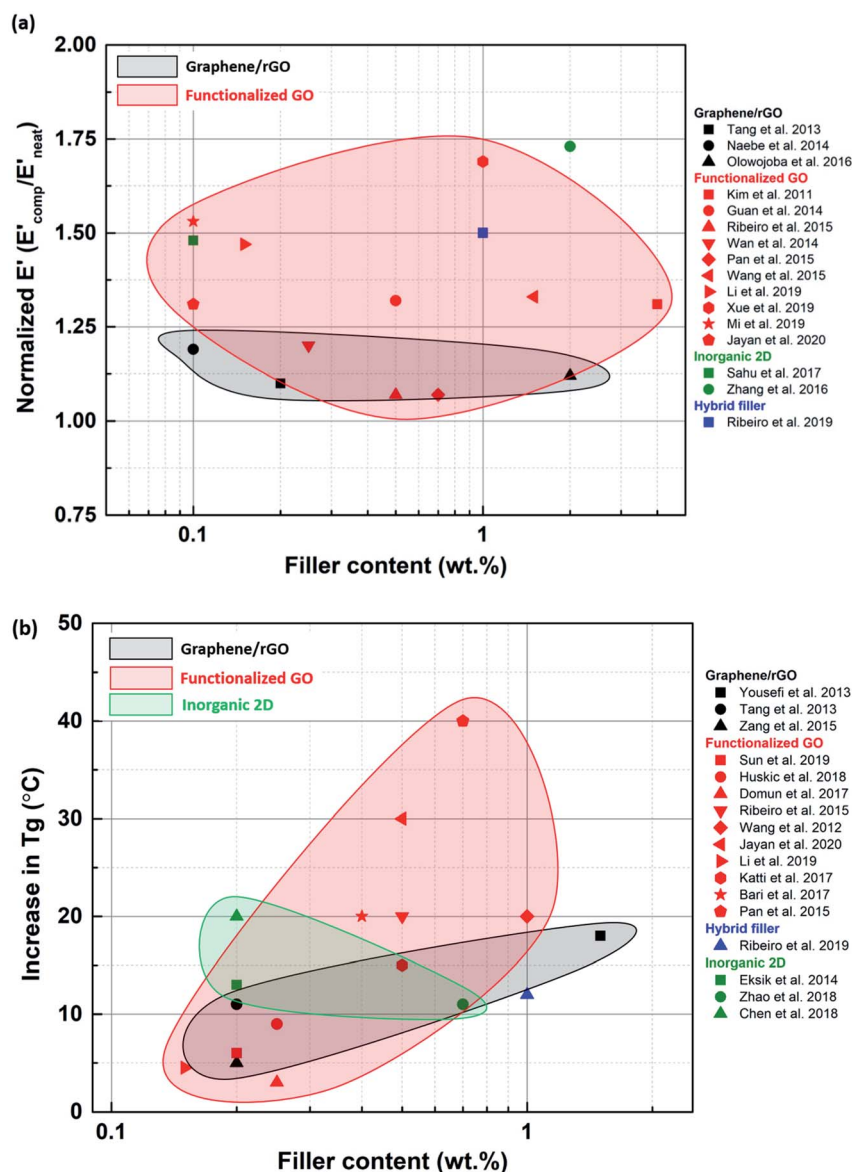 (a)
2.00
1.75
1.50
1.25
1.00
0.75
Normalized E' (E'comp/E'neat)
Graphene/rGO
Functionalized GO
0.1
1
Filler content (wt.%)
Graphene/rGO
Tang et al. 2013
Naebe et al. 2014
Olowojoba et al. 2016
Functionalized GO
Kim et al. 2011
Guan et al. 2014
Ribeiro et al. 2015
Wan et al. 2014
Pan et al. 2015
Wang et al. 2015
Li et al. 2019
Xue et al. 2019
Mi et al. 2019
Jayan et al. 2020
Inorganic 2D
Sahu et al. 2017
Zhang et al. 2016
Hybrid filler
Ribeiro et al. 2019
(b)
50
40
30
20
10
0
Increase in Tg (°C)
Graphene/rGO
Functionalized GO
Inorganic 2D
0.1
1
Filler content (wt.%)
Graphene/rGO
Yousefi et al. 2013
Tang et al. 2013
Zang et al. 2015
Functionalized GO
Sun et al. 2019
Huskic et al. 2018
Domun et al. 2017
Ribeiro et al. 2015
Wang et al. 2012
Jayan et al. 2020
Li et al. 2019
Katti et al. 2017
Bari et al. 2017
Pan et al. 2015
Hybrid filler
Ribeiro et al. 2019
Inorganic 2D
Eksik et al. 2014
Zhao et al. 2018
Chen et al. 2018